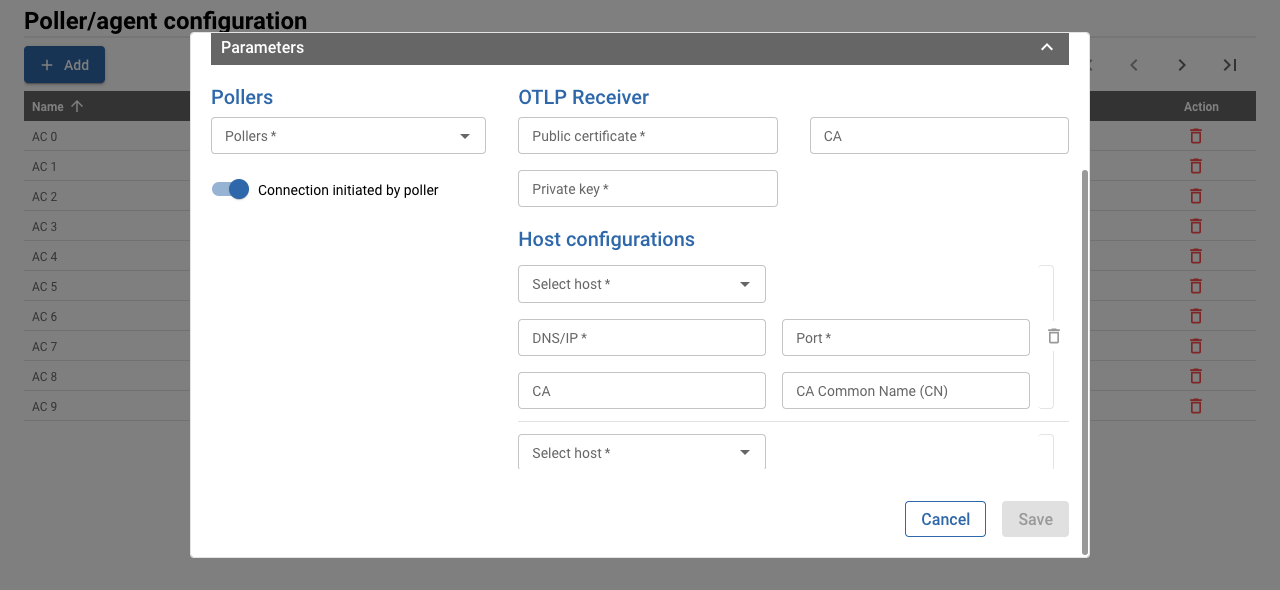 Poller/agent configuration
Add
Name
Action
AC 0
AC 1
AC 2
AC 3
AC 4
AC 5
AC 6
AC 7
AC 8
AC 9
Parameters
Pollers
Pollers *
Connection initiated by poller
OTLP Receiver
Public certificate *
CA
Private key *
Host configurations
Select host *
DNS/IP *
Port *
CA
CA Common Name (CN)
Select host *
Cancel
Save